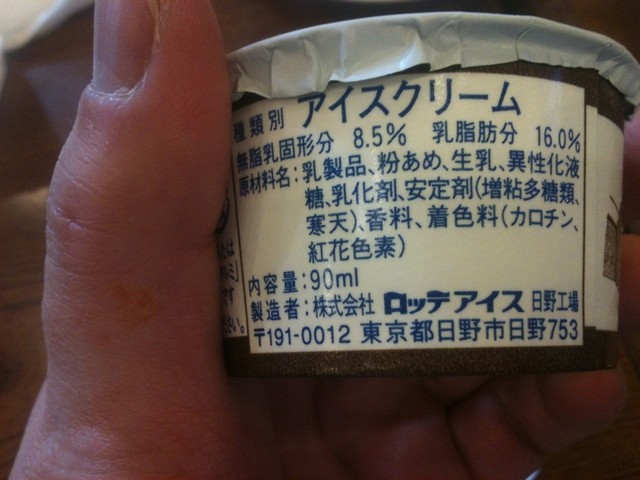 種類別 アイスクリーム
無脂乳固形分 8.5% 乳脂肪分 16.0%
原材料名:乳製品、粉あめ、生乳、異性化液
糖、乳化剤、安定剤(増粘多糖類、
寒天)、香料、着色料(カロチン、
紅花色素)
内容量:90ml
製造者:株式会社 ロッテアイス 日野工場
〒191-0012 東京都日野市日野753